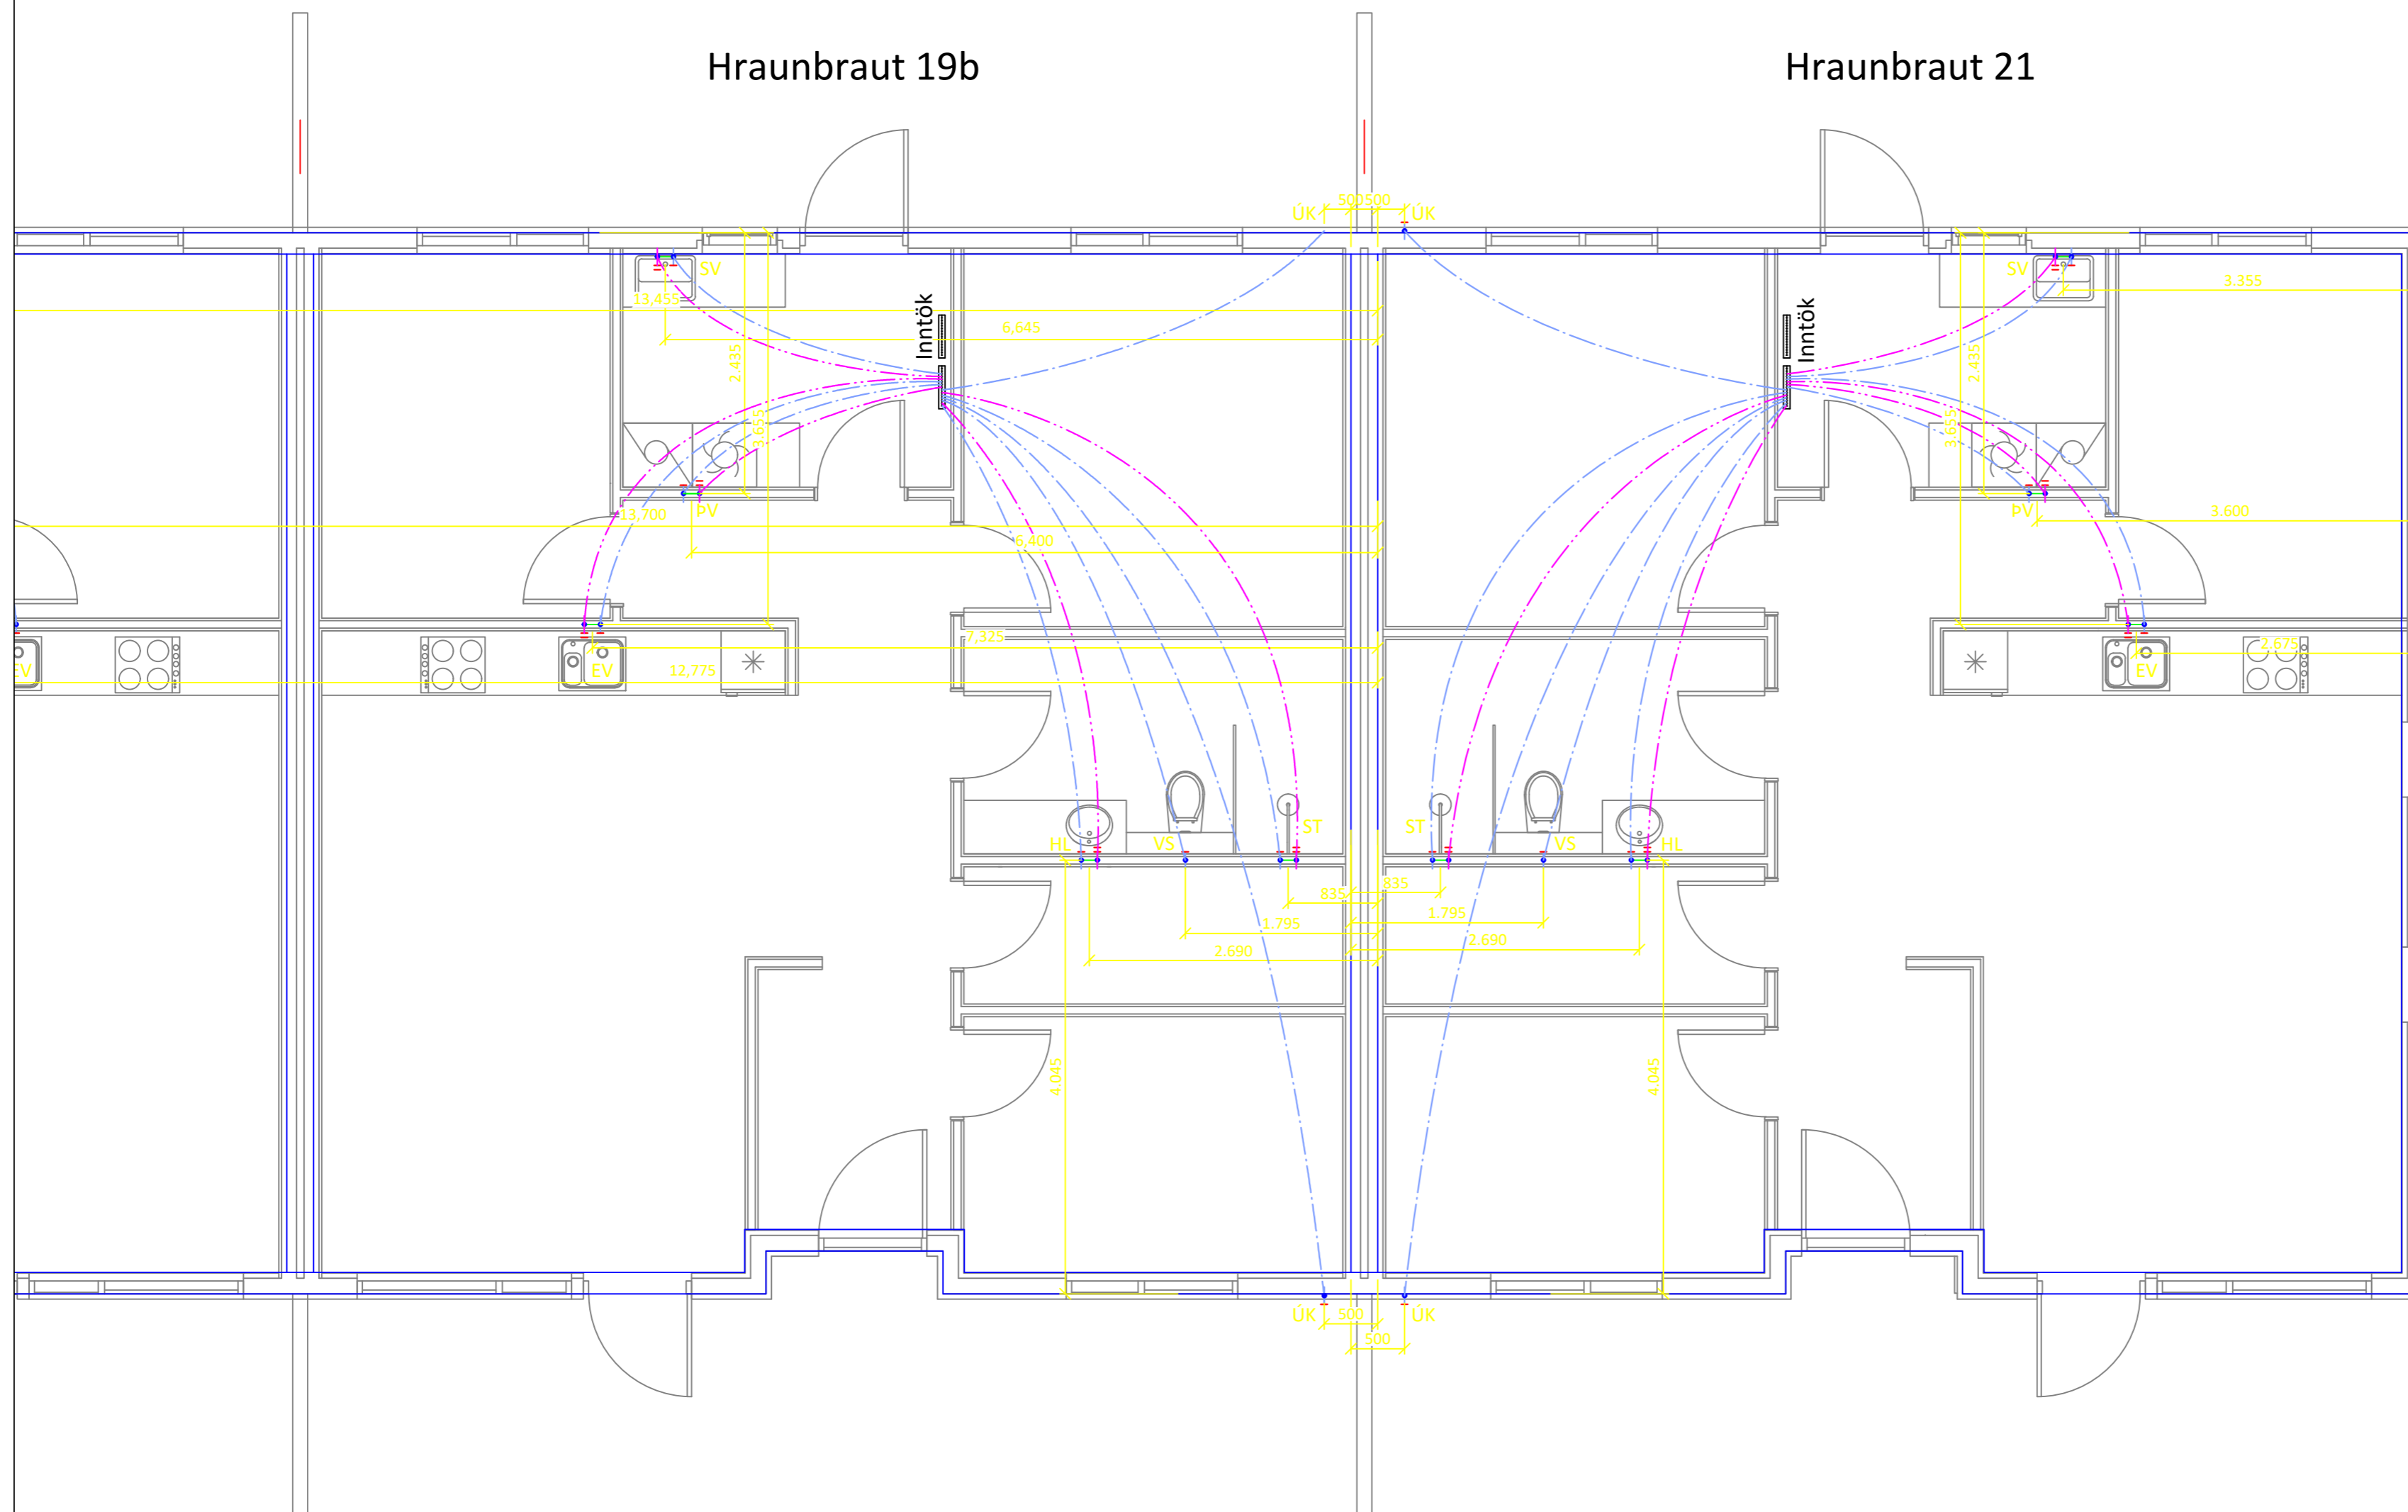 Hraunbraut 19b
Hraunbraut 21
500
500
ÚK
ÚK
SV
SV
13,455
3.355
Inntök
Inntök
6,645
2.435
2.435
3.655
3.655
13,700
ÞV
ÞV
3.600
6,400
7,325
2.675
EV
EV
12,775
EV
ST
ST
HL
VS
VS
HL
835
835
1.795
1.795
2.690
2.690
4.045
4.045
ÚK
500
ÚK
500